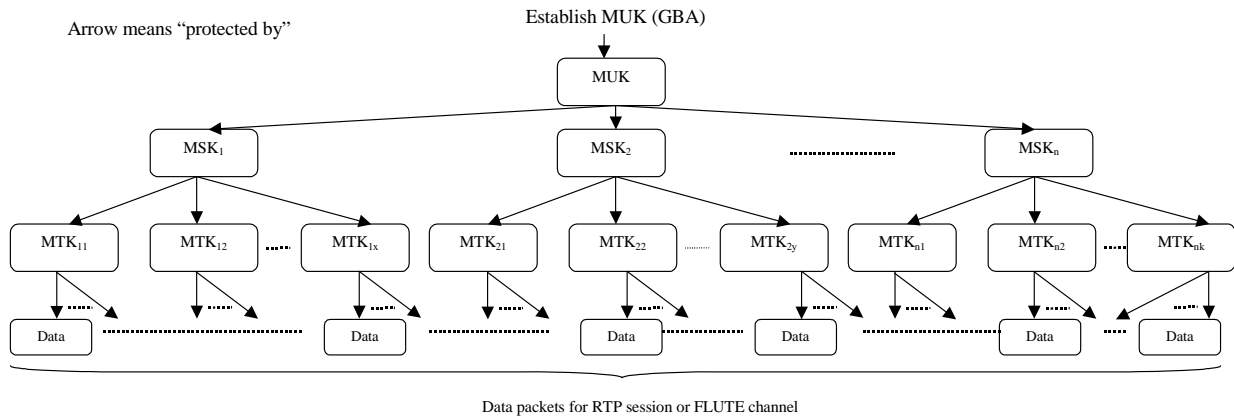 Establish MUK (GBA)
Arrow means “protected by”
MUK
MSK₁
MSK₂
MSKₙ
MTK₁₁
MTK₁₂
MTK₁ₓ
MTK₂₁
MTK₂₂
MTK₂y
MTKₙ₁
MTKₙ₂
MTKₙₖ
Data
Data
Data
Data
Data
Data
Data packets for RTP session or FLUTE channel